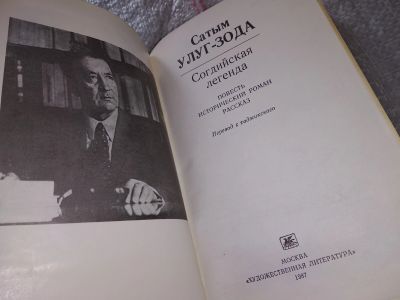 Сатым
УЛУГ-ЗОДА
Согдийская
легенда
ПОВЕСТЬ
ИСТОРИЧЕСКИЙ РОМАН
РАССКАЗ
Перевод с таджикского
МОСКВА
«ХУДОЖЕСТВЕННАЯ ЛИТЕРАТУРА»
1987